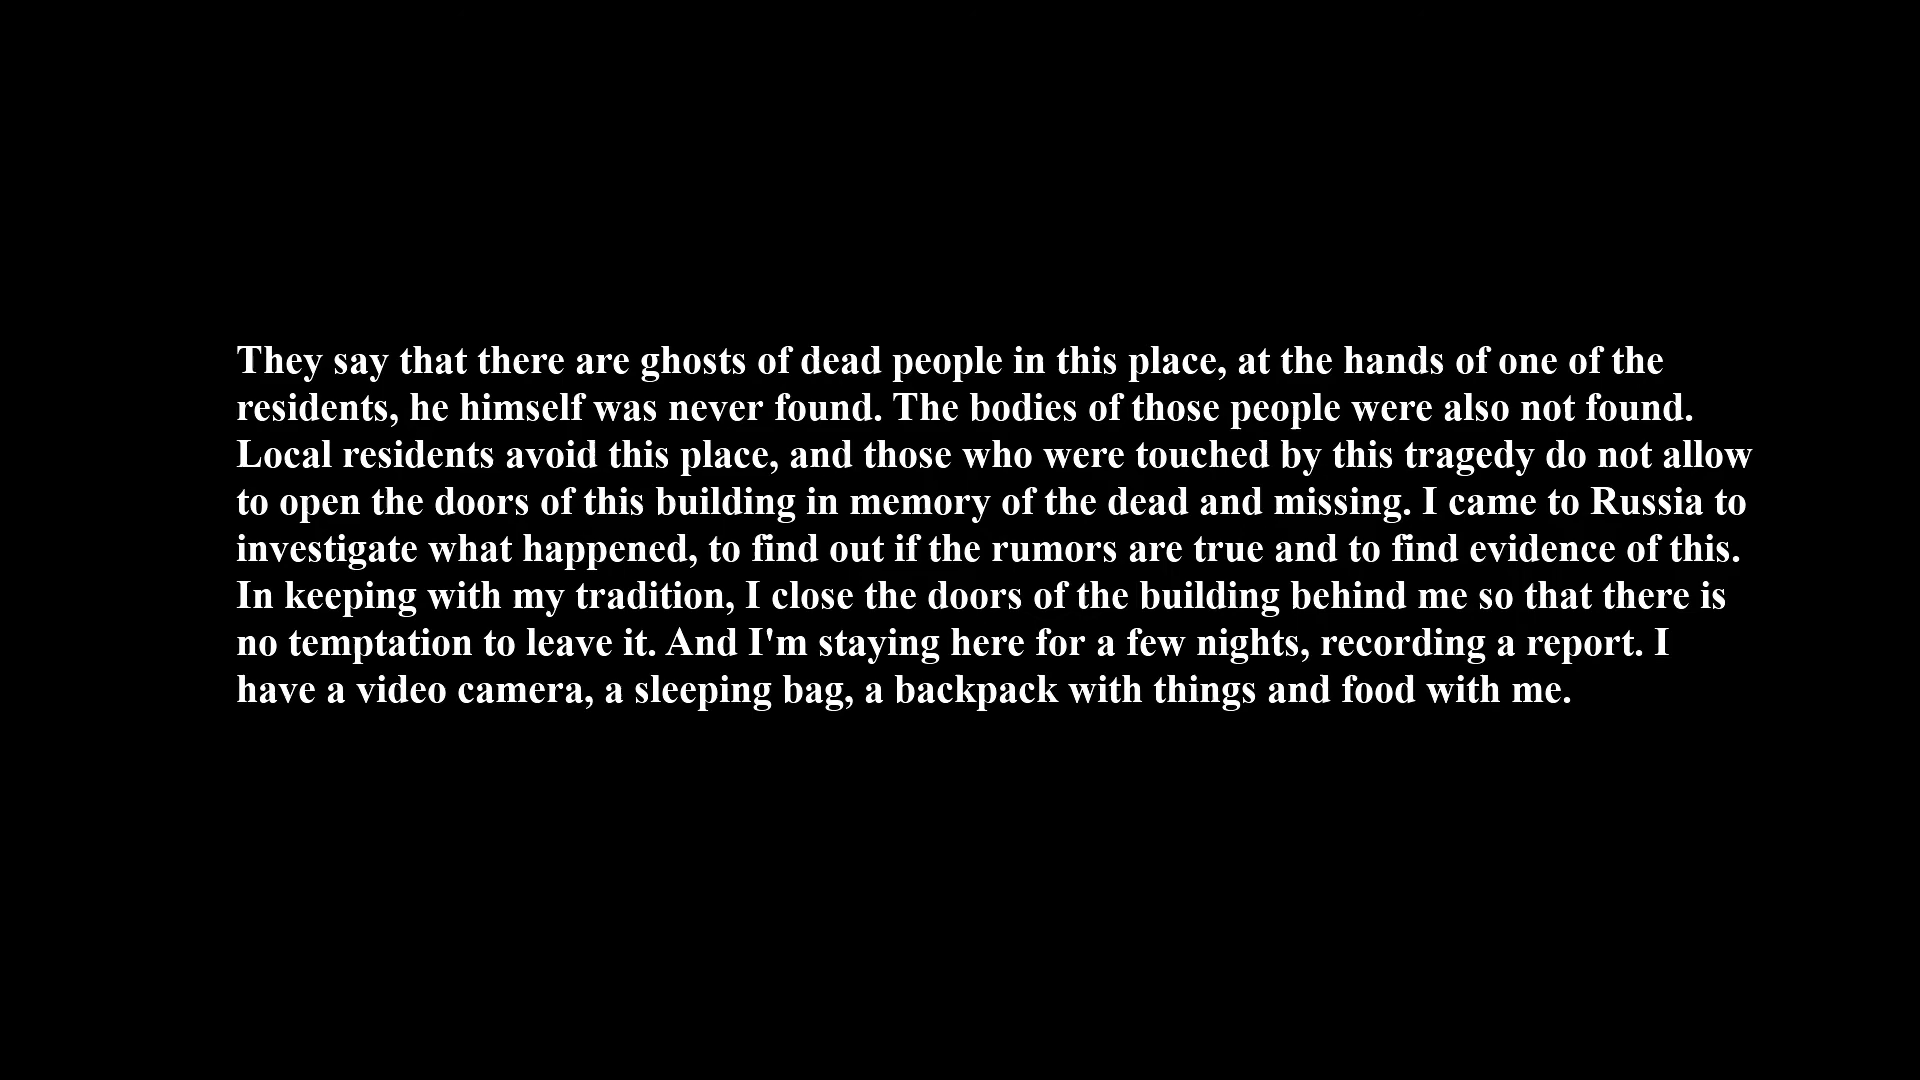 They say that there are ghosts of dead people in this place, at the hands of one of the
residents, he himself was never found. The bodies of those people were also not found.
Local residents avoid this place, and those who were touched by this tragedy do not allow
to open the doors of this building in memory of the dead and missing. I came to Russia to
investigate what happened, to find out if the rumors are true and to find evidence of this.
In keeping with my tradition, I close the doors of the building behind me so that there is
no temptation to leave it. And I'm staying here for a few nights, recording a report. I
have a video camera, a sleeping bag, a backpack with things and food with me.